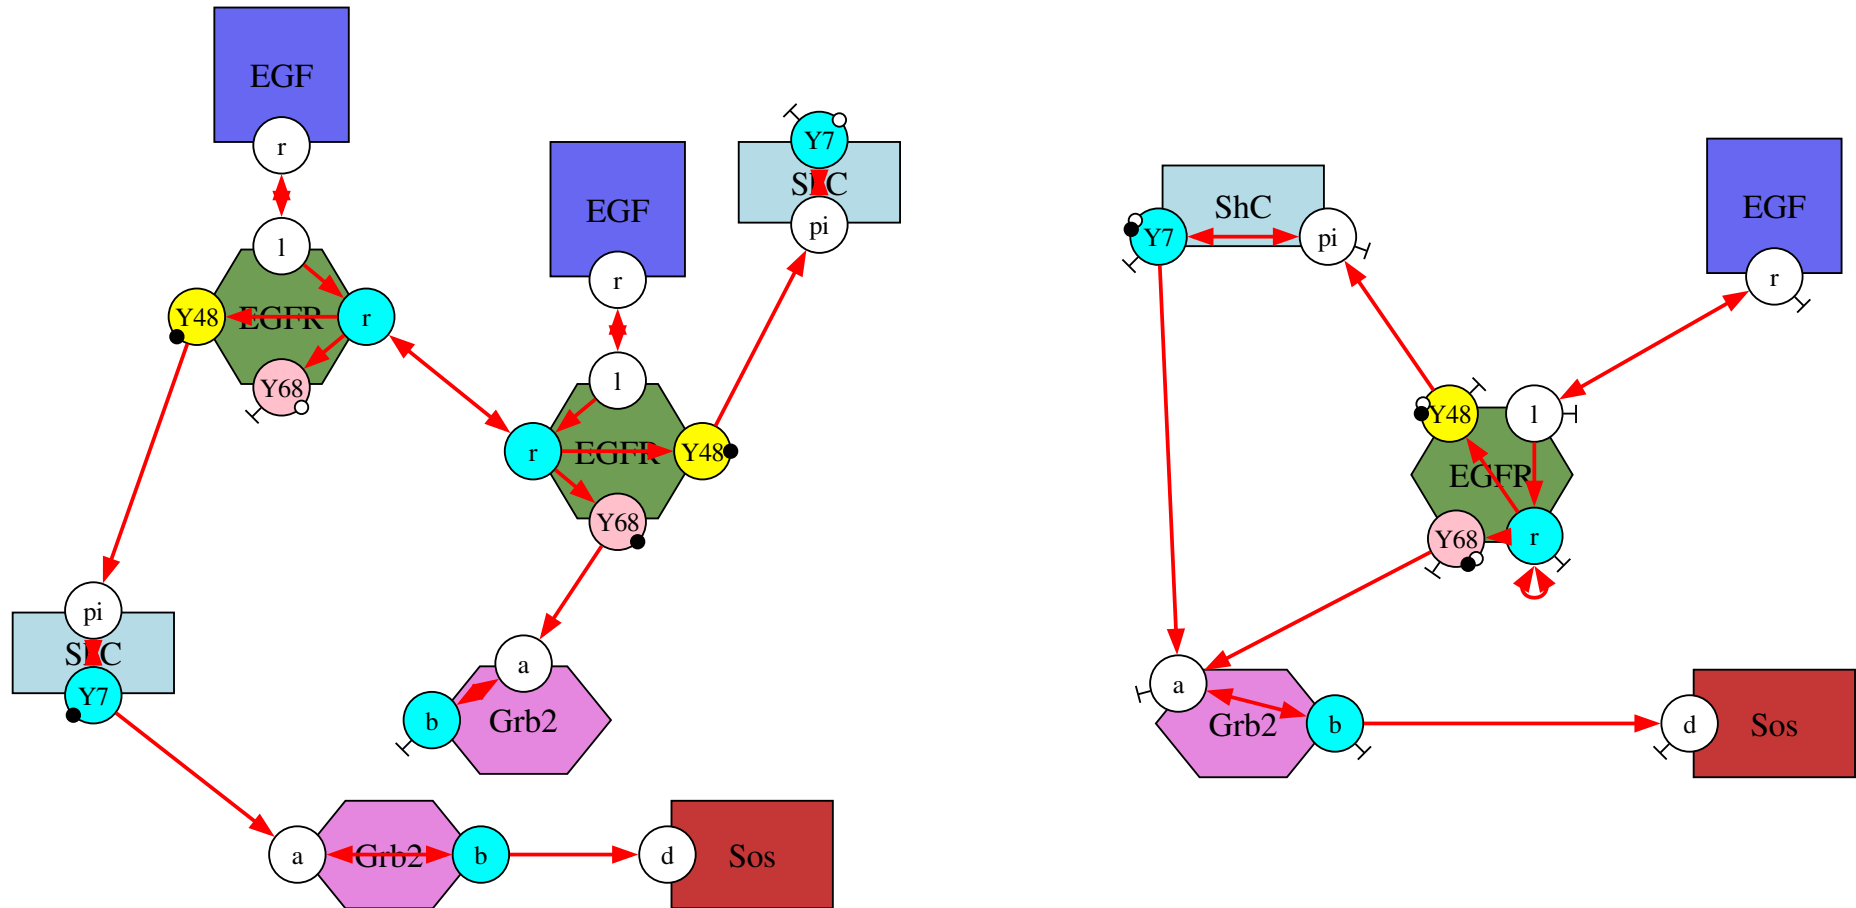 EGF
r
l
Y48
EGFR
r
Y68
EGF
r
l
r
EGFR
Y48
Y68
Y7
ShC
pi
pi
ShC
Y7
a
b
Grb2
a
Grb2
b
d
Sos
ShC
Y7
pi
EGF
r
Y48
l
EGFR
Y68
r
a
Grb2
b
d
Sos